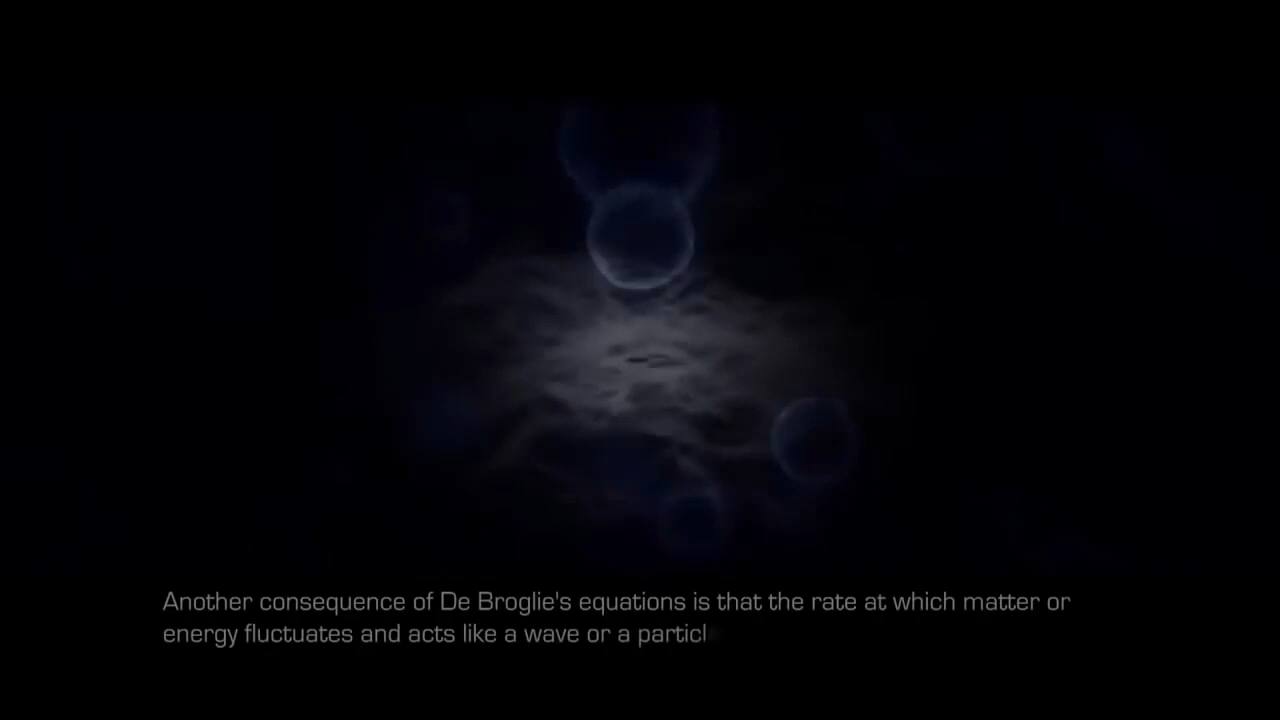 Another consequence of De Broglie's equations is that the rate at which matter or
energy fluctuates and acts like a wave or a particl